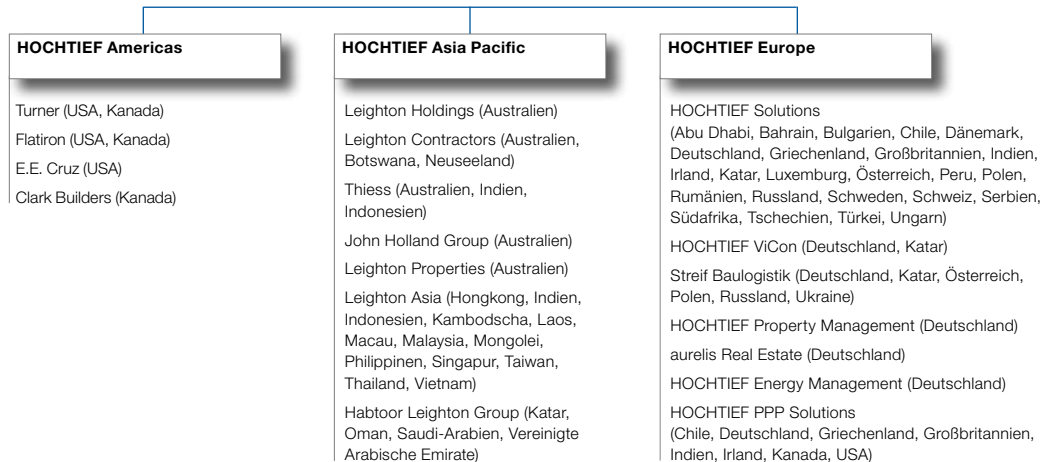 HOCHTIEF Americas
Turner (USA, Kanada)
Flatiron (USA, Kanada)
E.E. Cruz (USA)
Clark Builders (Kanada)
HOCHTIEF Asia Pacific
Leighton Holdings (Australien)
Leighton Contractors (Australien,
Botswana, Neuseeland)
Thiess (Australien, Indien,
Indonesien)
John Holland Group (Australien)
Leighton Properties (Australien)
Leighton Asia (Hongkong, Indien,
Indonesien, Kambodscha, Laos,
Macau, Malaysia, Mongolei,
Philippinen, Singapur, Taiwan,
Thailand, Vietnam)
Habtoor Leighton Group (Katar,
Oman, Saudi-Arabien, Vereinigte
Arabische Emirate)
HOCHTIEF Europe
HOCHTIEF Solutions
(Abu Dhabi, Bahrain, Bulgarien, Chile, Dänemark,
Deutschland, Griechenland, Großbritannien, Indien,
Irland, Katar, Luxemburg, Österreich, Peru, Polen,
Rumänien, Russland, Schweden, Schweiz, Serbien,
Südafrika, Tschechien, Türkei, Ungarn)
HOCHTIEF ViCon (Deutschland, Katar)
Streif Baulogistik (Deutschland, Katar, Österreich,
Polen, Russland, Ukraine)
HOCHTIEF Property Management (Deutschland)
aurelis Real Estate (Deutschland)
HOCHTIEF Energy Management (Deutschland)
HOCHTIEF PPP Solutions
(Chile, Deutschland, Griechenland, Großbritannien,
Indien, Irland, Kanada, USA)